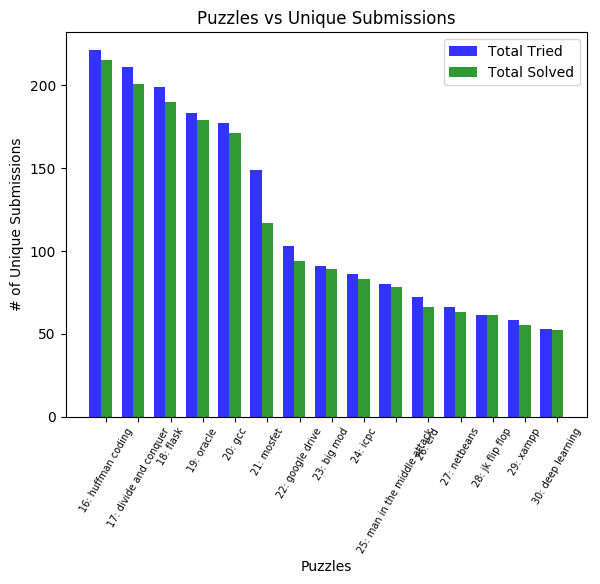 Puzzles vs Unique Submissions
Total Tried
Total Solved
# of Unique Submissions
200
150
100
50
0
16: huffman coding
17: divide and conquer
18: flask
19: oracle
20: gcc
21: mosfet
22: google drive
23: big mod
24: icpc
25: man in the middle attack
27: netbeans
28: jk flip flop
29: xampp
30: deep learning
Puzzles